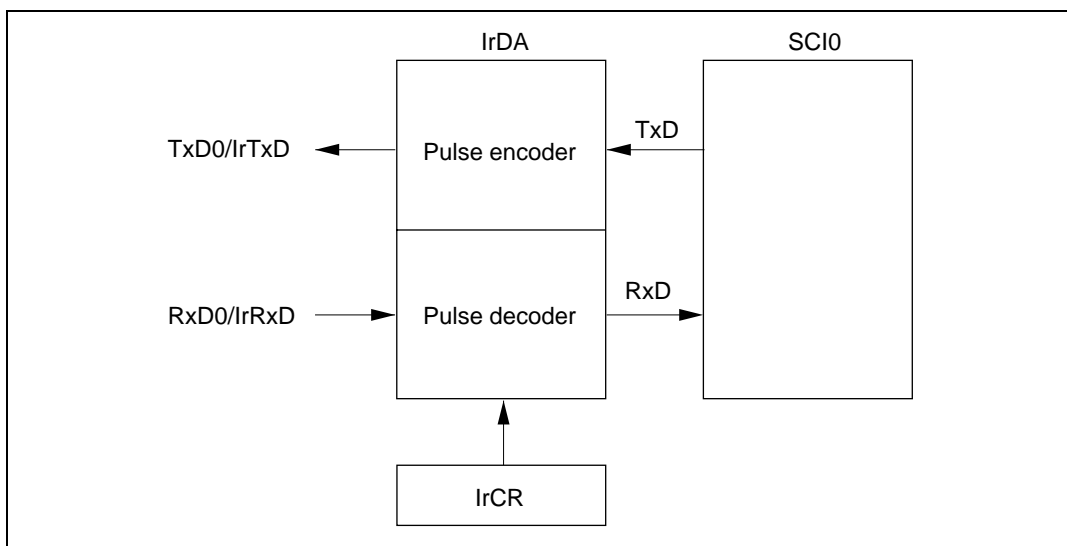 IrDA
SCI0
TxD0/IrTxD
Pulse encoder
TxD
RxD0/IrRxD
Pulse decoder
RxD
IrCR